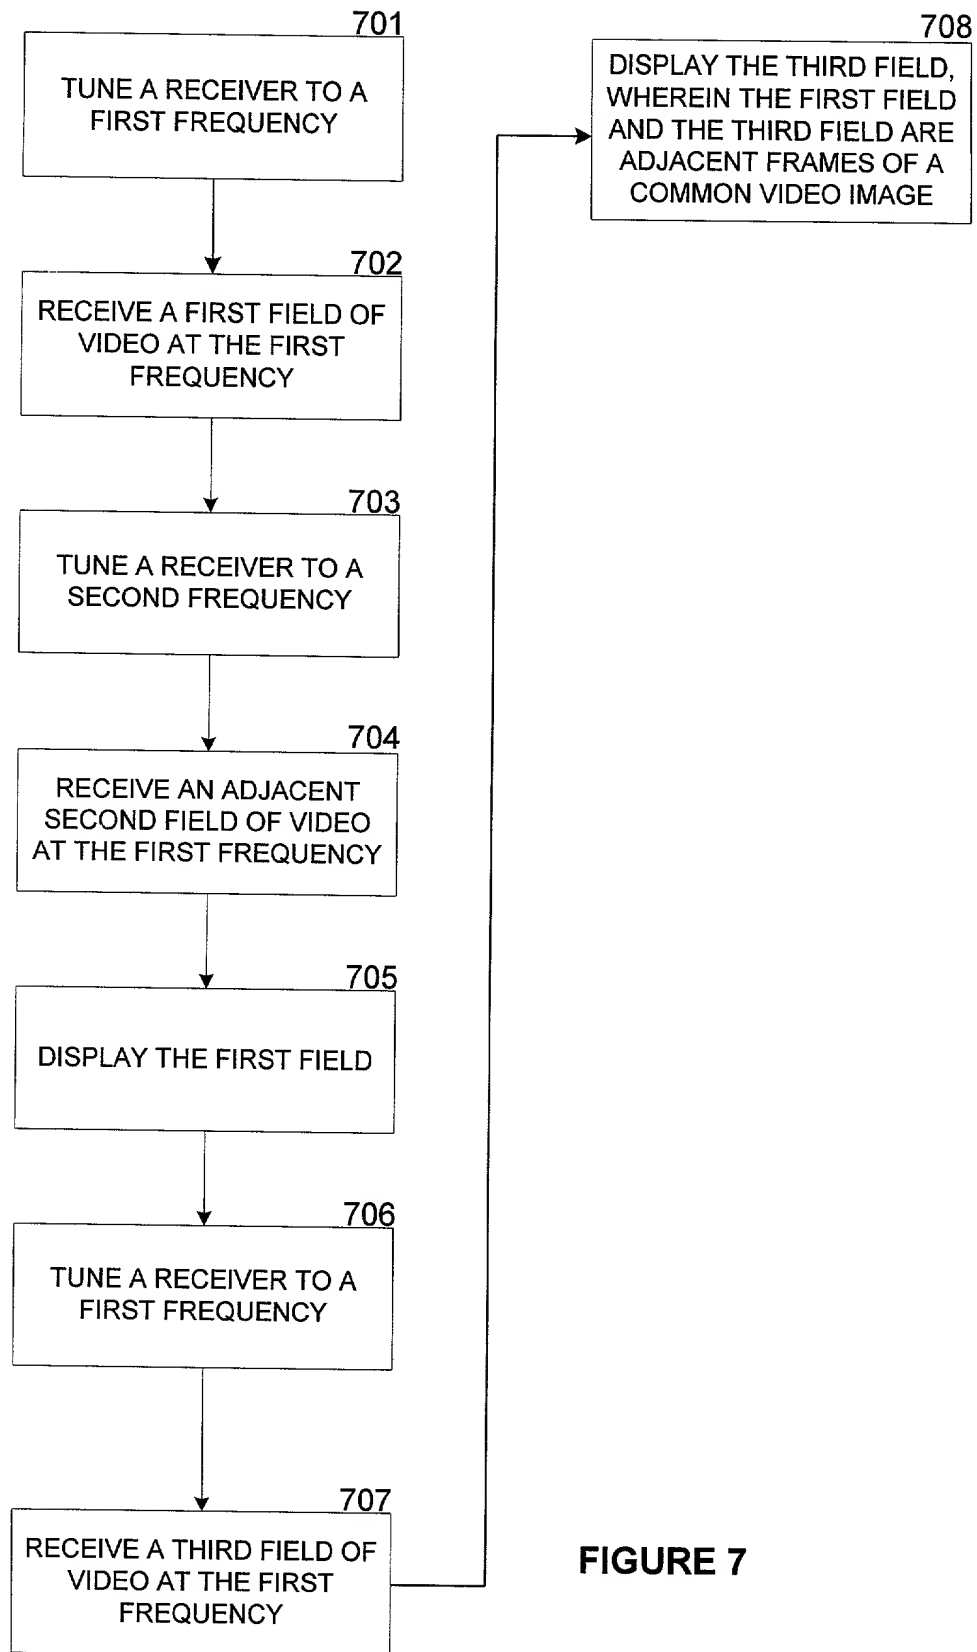 701
TUNE A RECEIVER TO A
FIRST FREQUENCY
702
RECEIVE A FIRST FIELD OF
VIDEO AT THE FIRST
FREQUENCY
703
TUNE A RECEIVER TO A
SECOND FREQUENCY
704
RECEIVE AN ADJACENT
SECOND FIELD OF VIDEO
AT THE FIRST FREQUENCY
705
DISPLAY THE FIRST FIELD
706
TUNE A RECEIVER TO A
FIRST FREQUENCY
707
RECEIVE A THIRD FIELD OF
VIDEO AT THE FIRST
FREQUENCY
708
DISPLAY THE THIRD FIELD,
WHEREIN THE FIRST FIELD
AND THE THIRD FIELD ARE
ADJACENT FRAMES OF A
COMMON VIDEO IMAGE
FIGURE 7